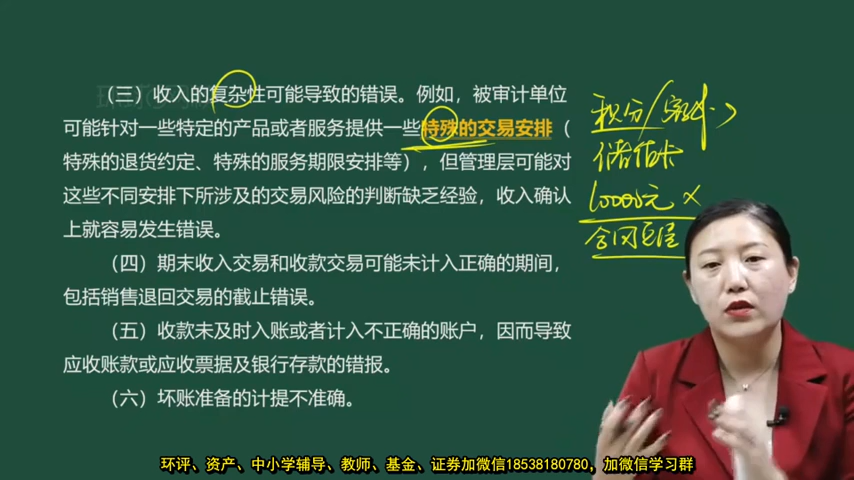 （三）收入的复杂性可能导致的错误。例如，被审计单位
可能针对一些特定的产品或者服务提供一些特殊的交易安排（
特殊的退货约定、特殊的服务期限安排等），但管理层可能对
这些不同安排下所涉及的交易风险的判断缺乏经验，收入确认
上就容易发生错误。
（四）期末收入交易和收款交易可能未计入正确的期间，
包括销售退回交易的截止错误。
（五）收款未及时入账或者计入不正确的账户，因而导致
应收账款或应收票据及银行存款的错报。
（六）坏账准备的计提不准确。
积分/
储值卡
10000元 ×
合同负债
环评、资产、中小学辅导、教师、基金、证券加微信18538180780，加微信学习群